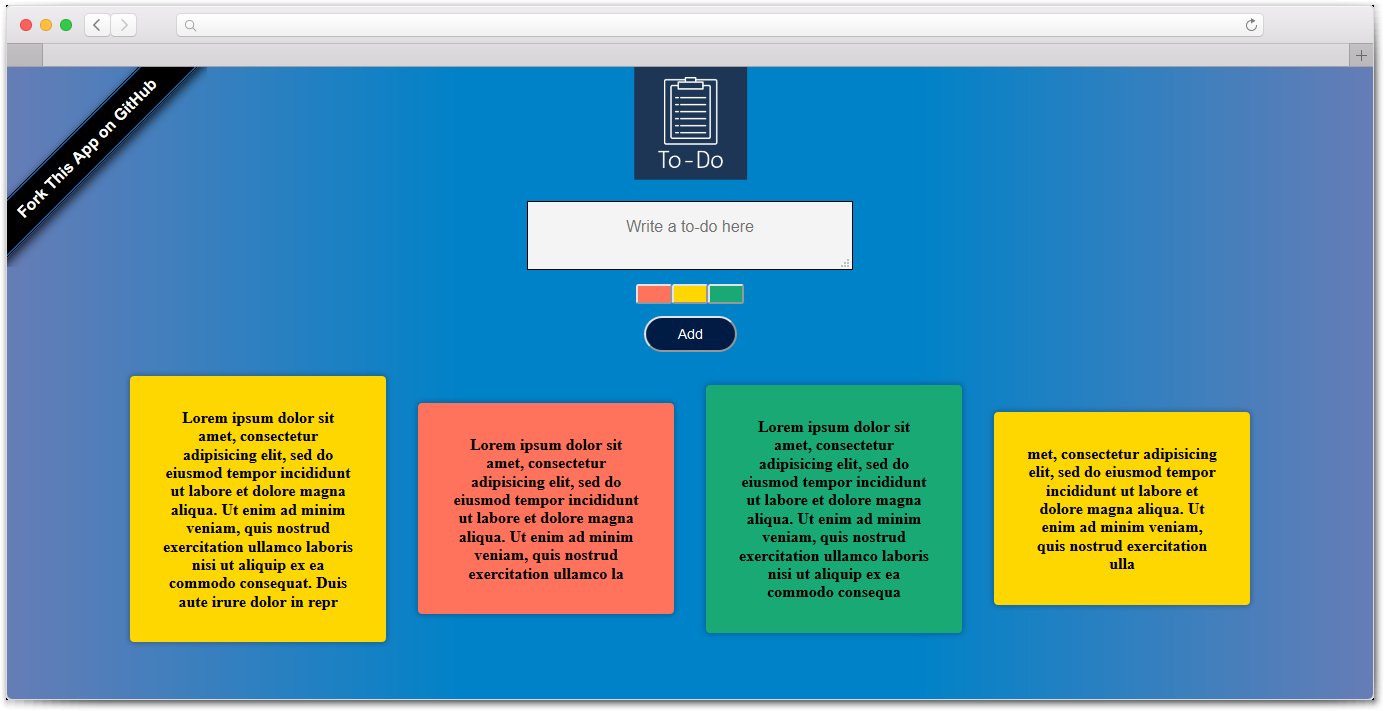 Fork This App on GitHub
To-Do
Write a to-do here
Add
Lorem ipsum dolor sit
amet, consectetur
adipisicing elit, sed do
eiusmod tempor incididunt
ut labore et dolore magna
aliqua. Ut enim ad minim
veniam, quis nostrud
exercitation ullamco laboris
nisi ut aliquip ex ea
commodo consequat. Duis
aute irure dolor in repr
Lorem ipsum dolor sit
amet, consectetur
adipisicing elit, sed do
eiusmod tempor incididunt
ut labore et dolore magna
aliqua. Ut enim ad minim
veniam, quis nostrud
exercitation ullamco la
Lorem ipsum dolor sit
amet, consectetur
adipisicing elit, sed do
eiusmod tempor incididunt
ut labore et dolore magna
aliqua. Ut enim ad minim
veniam, quis nostrud
exercitation ullamco laboris
nisi ut aliquip ex ea
commodo consequa
met, consectetur adipisicing
elit, sed do eiusmod tempor
incididunt ut labore et
dolore magna aliqua. Ut
enim ad minim veniam,
quis nostrud exercitation
ulla